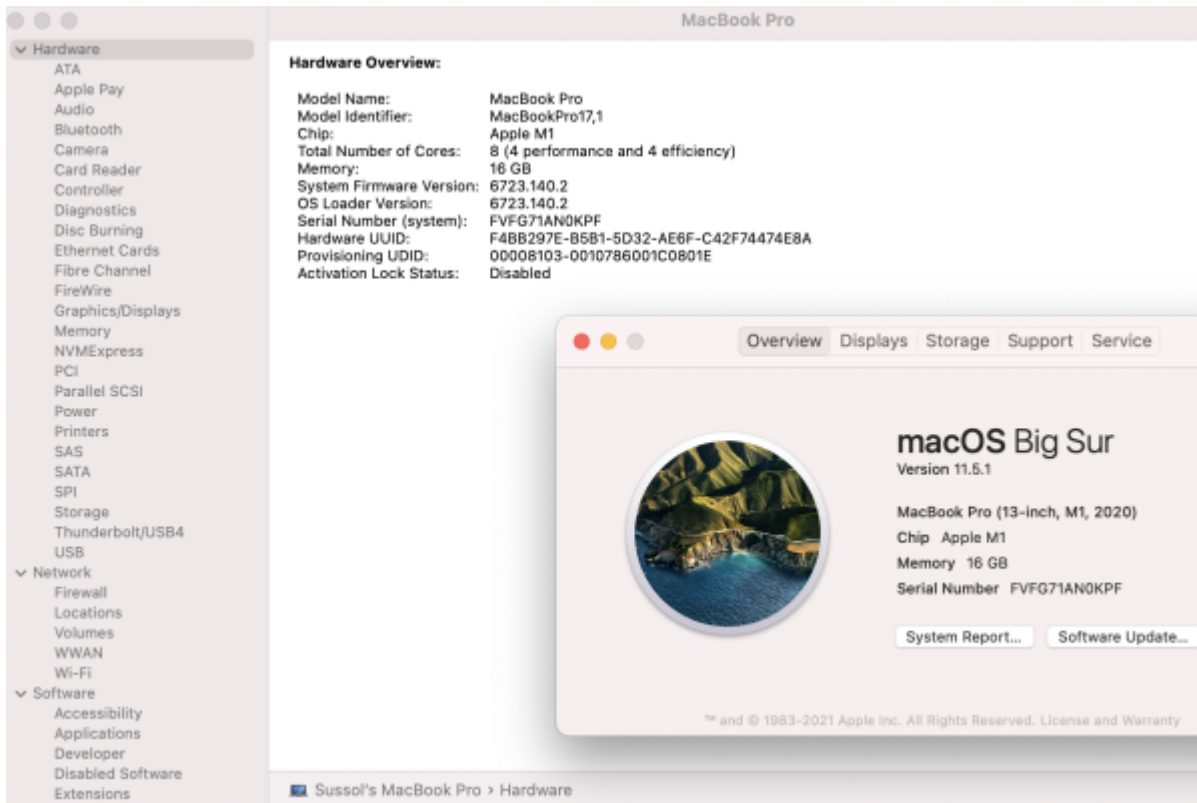 MacBook Pro
Hardware
ATA
Apple Pay
Audio
Bluetooth
Camera
Card Reader
Controller
Diagnostics
Disc Burning
Ethernet Cards
Fibre Channel
FireWire
Graphics/Displays
Memory
NVMExpress
PCI
Parallel SCSI
Power
Printers
SAS
SATA
SPI
Storage
Thunderbolt/USB4
USB
Network
Firewall
Locations
Volumes
WWAN
Wi-Fi
Software
Accessibility
Applications
Developer
Disabled Software
Extensions
Hardware Overview:
Model Name: MacBook Pro
Model Identifier: MacBookPro17,1
Chip: Apple M1
Total Number of Cores: 8 (4 performance and 4 efficiency)
Memory: 16 GB
System Firmware Version: 6723.140.2
OS Loader Version: 6723.140.2
Serial Number (system): FVFG71AN0KPF
Hardware UUID: F4BB297E-B5B1-5D32-AE6F-C42F74474E8A
Provisioning UDID: 00008103-0010786001C0801E
Activation Lock Status: Disabled
Overview Displays Storage Support Service
macOS Big Sur
Version 11.5.1
MacBook Pro (13-inch, M1, 2020)
Chip Apple M1
Memory 16 GB
Serial Number FVFG71AN0KPF
System Report... Software Update...
™ and © 1983-2021 Apple Inc. All Rights Reserved. License and Warranty
Sussol's MacBook Pro › Hardware